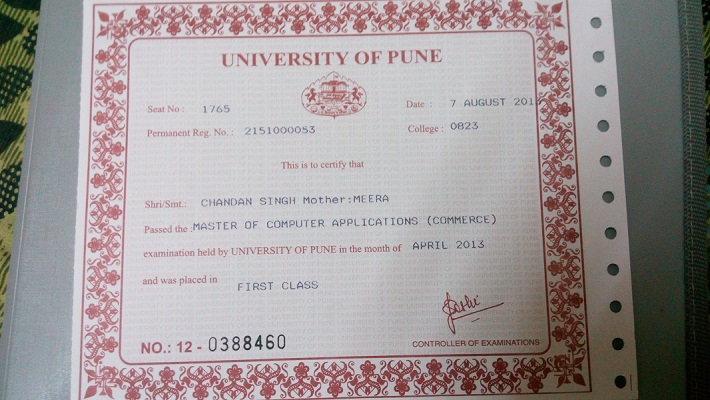 UNIVERSITY OF PUNE
Seat No : 1765 Date : 7 AUGUST 2013
Permanent Reg. No. : 2151000053 College : 0823
This is to certify that
Shri/Smt.: CHANDAN SINGH Mother:MEERA
Passed the :MASTER OF COMPUTER APPLICATIONS (COMMERCE)
examination held by UNIVERSITY OF PUNE in the month of APRIL 2013
and was placed in FIRST CLASS
NO.: 12 - 0388460
CONTROLLER OF EXAMINATIONS